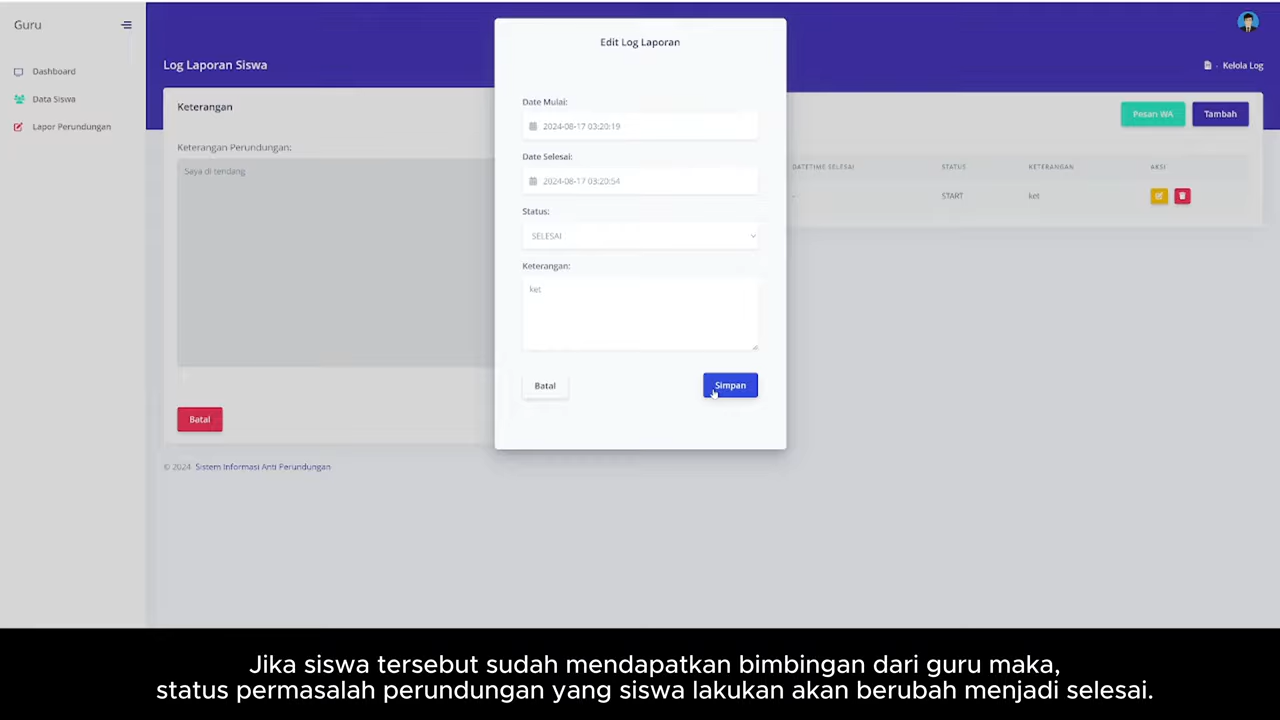 Guru
Dashboard
Data Siswa
Lapor Perundungan
Log Laporan Siswa
Kelola Log
Keterangan
Keterangan Perundungan:
Saya di tendang
Batal
© 2024 Sistem Informasi Anti Perundungan
Edit Log Laporan
Date Mulai:
2024-08-17 03:20:19
Date Selesai:
2024-08-17 03:20:54
Status:
SELESAI
Keterangan:
ket
Batal
Simpan
Pesan WA
Tambah
DATETIME SELESAI STATUS KETERANGAN AKSI
-- START ket
Jika siswa tersebut sudah mendapatkan bimbingan dari guru maka,
status permasalah perundungan yang siswa lakukan akan berubah menjadi selesai.